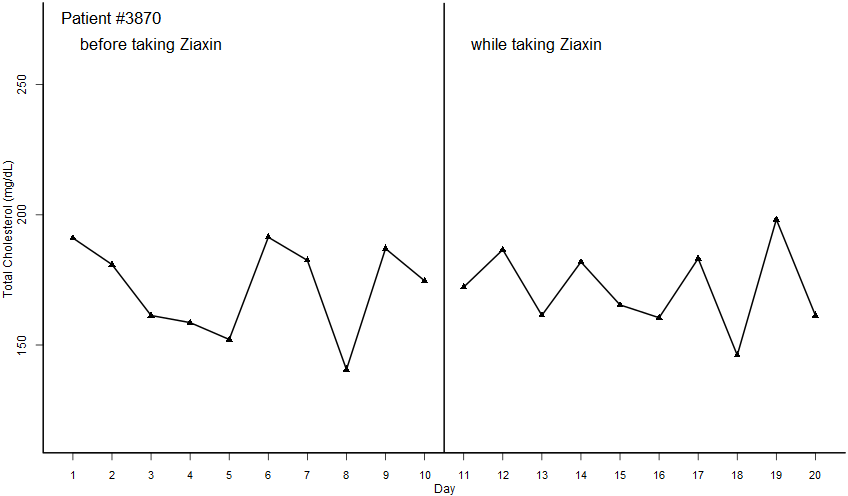 Patient #3870
before taking Ziaxin
while taking Ziaxin
250
200
150
Total Cholesterol (mg/dL)
1 2 3 4 5 6 7 8 9 10 11 12 13 14 15 16 17 18 19 20
Day